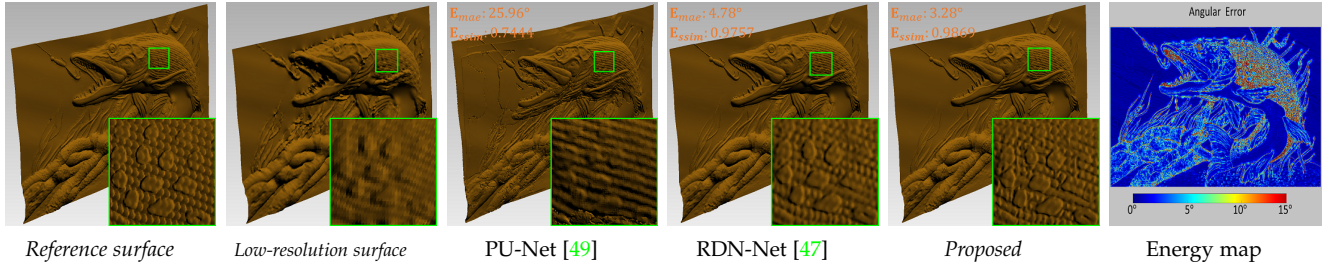 E_mae: 25.96°
E_ssim: 0.7444
E_mae: 4.78°
E_ssim: 0.9757
E_mae: 3.28°
E_ssim: 0.9869
Angular Error
0° 5° 10° 15°
Reference surface
Low-resolution surface
PU-Net [49]
RDN-Net [47]
Proposed
Energy map